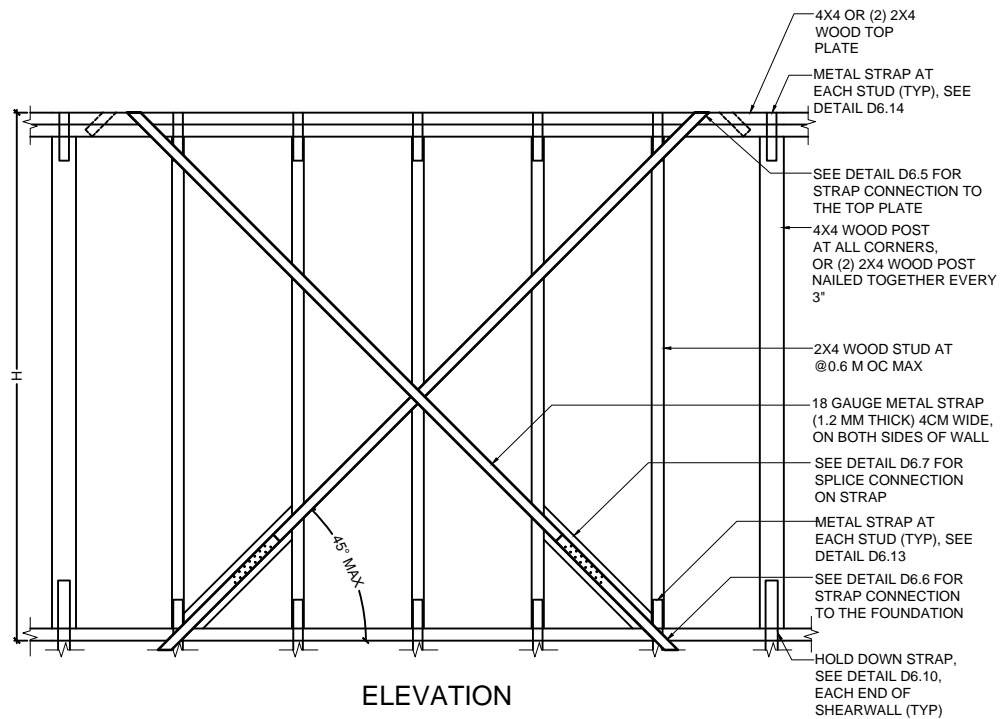 4X4 OR (2) 2X4
WOOD TOP
PLATE
METAL STRAP AT
EACH STUD (TYP), SEE
DETAIL D6.14
SEE DETAIL D6.5 FOR
STRAP CONNECTION TO
THE TOP PLATE
4X4 WOOD POST
AT ALL CORNERS,
OR (2) 2X4 WOOD POST
NAILED TOGETHER EVERY
3"
H
2X4 WOOD STUD AT
@0.6 M OC MAX
18 GAUGE METAL STRAP
(1.2 MM THICK) 4CM WIDE,
ON BOTH SIDES OF WALL
SEE DETAIL D6.7 FOR
SPLICE CONNECTION
ON STRAP
METAL STRAP AT
EACH STUD (TYP), SEE
DETAIL D6.13
45° MAX
SEE DETAIL D6.6 FOR
STRAP CONNECTION
TO THE FOUNDATION
HOLD DOWN STRAP,
SEE DETAIL D6.10,
EACH END OF
SHEARWALL (TYP)
ELEVATION